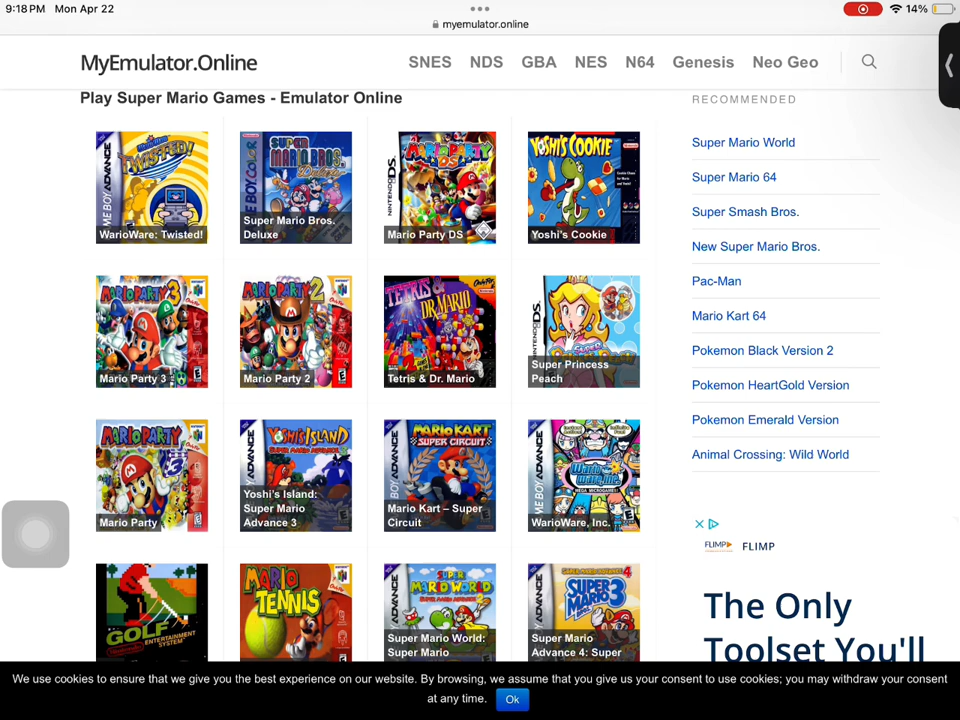 9:18PM Mon Apr 22
14%
myemulator.online
MyEmulator.Online
SNES NDS GBA NES N64 Genesis Neo Geo
Play Super Mario Games - Emulator Online
RECOMMENDED
WarioWare: Twisted!
Super Mario Bros. Deluxe
Mario Party DS
Yoshi's Cookie
Super Mario World
Super Mario 64
Super Smash Bros.
New Super Mario Bros.
Pac-Man
Mario Kart 64
Pokemon Black Version 2
Pokemon HeartGold Version
Pokemon Emerald Version
Animal Crossing: Wild World
Mario Party 3
Mario Party 2
Tetris & Dr. Mario
Super Princess
Peach
Mario Party
Yoshi's Island:
Super Mario
Advance 3
Mario Kart – Super
Circuit
WarioWare, Inc.
GOLF
MARIO
TENNIS
Super Mario World:
Super Mario
Super Mario
Advance 4: Super
FLIMP FLIMP
The Only
Toolset You'll
We use cookies to ensure that we give you the best experience on our website. By browsing, we assume that you give us your consent to use cookies; you may withdraw your consent
at any time. Ok